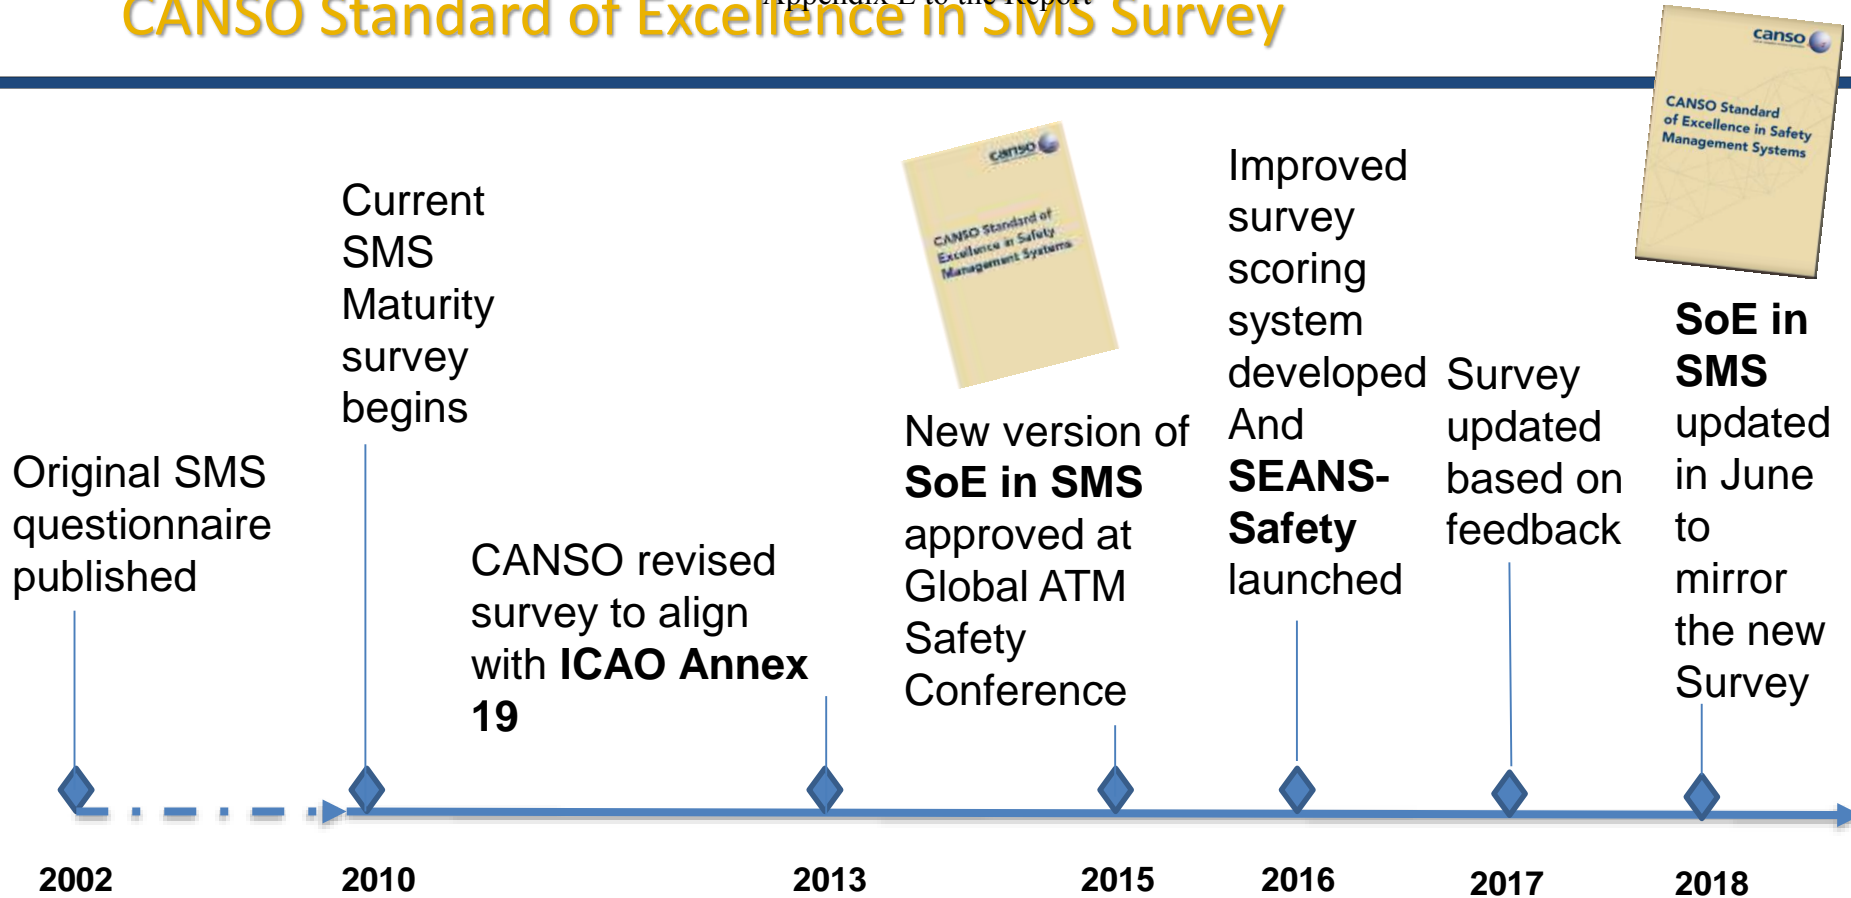 Appendix E to the Report
CANSO Standard of Excellence in SMS Survey
canso
CANSO Standard
of Excellence in Safety
Management Systems
canso
CANSO Standard of
Excellence in Safety
Management Systems
Original SMS
questionnaire
published
Current
SMS
Maturity
survey
begins
CANSO revised
survey to align
with ICAO Annex
19
New version of
SoE in SMS
approved at
Global ATM
Safety
Conference
Improved
survey
scoring
system
developed
And
SEANS-
Safety
launched
Survey
updated
based on
feedback
SoE in
SMS
updated
in June
to
mirror
the new
Survey
2002
2010
2013
2015
2016
2017
2018